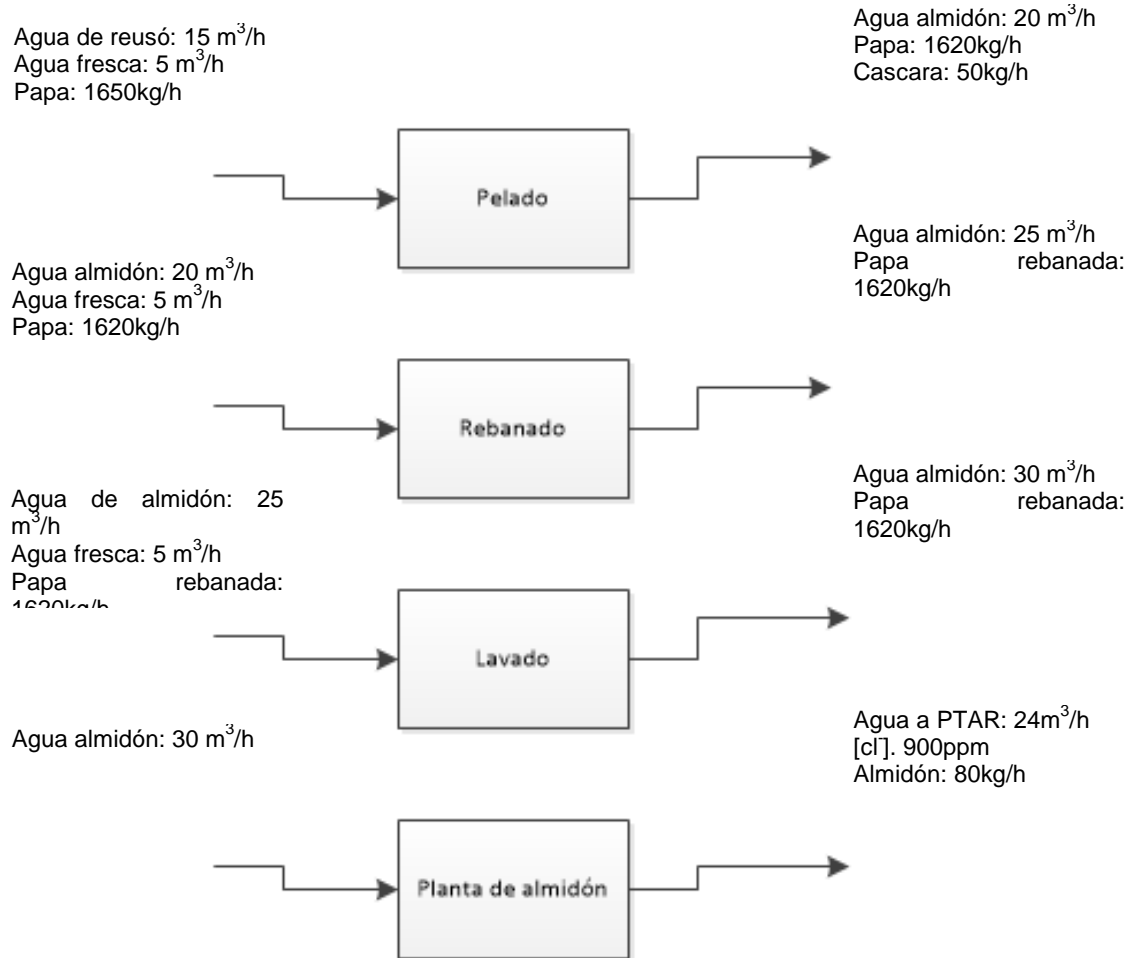 Agua de reusó: 15 m³/h
Agua fresca: 5 m³/h
Papa: 1650kg/h
Agua almidón: 20 m³/h
Papa: 1620kg/h
Cascara: 50kg/h
Pelado
Agua almidón: 20 m³/h
Agua fresca: 5 m³/h
Papa: 1620kg/h
Agua almidón: 25 m³/h
Papa rebanada:
1620kg/h
Rebanado
Agua de almidón: 25
m³/h
Agua fresca: 5 m³/h
Papa rebanada:
1620kg/h
Agua almidón: 30 m³/h
Papa rebanada:
1620kg/h
Lavado
Agua almidón: 30 m³/h
Agua a PTAR: 24m³/h
[cl⁻]. 900ppm
Almidón: 80kg/h
Planta de almidón